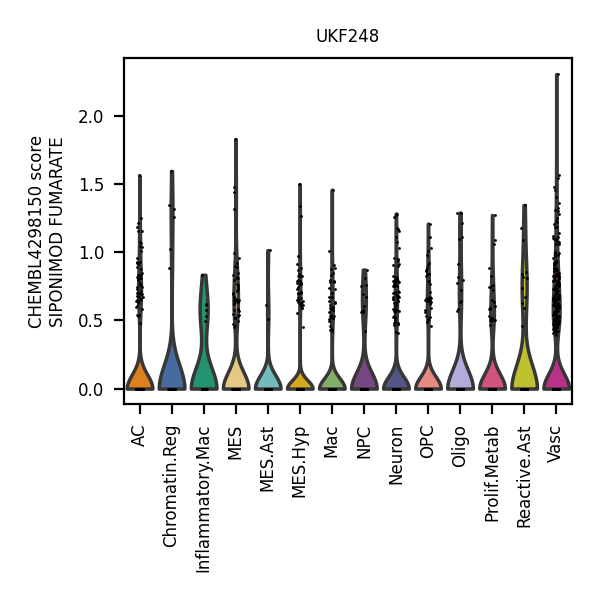 UKF248
CHEMBL4298150 score
SIPONIMOD FUMARATE
2.0
1.5
1.0
0.5
0.0
AC
Chromatin.Reg
Inflammatory.Mac
MES
MES.Ast
MES.Hyp
Mac
NPC
Neuron
OPC
Oligo
Prolif.Metab
Reactive.Ast
Vasc